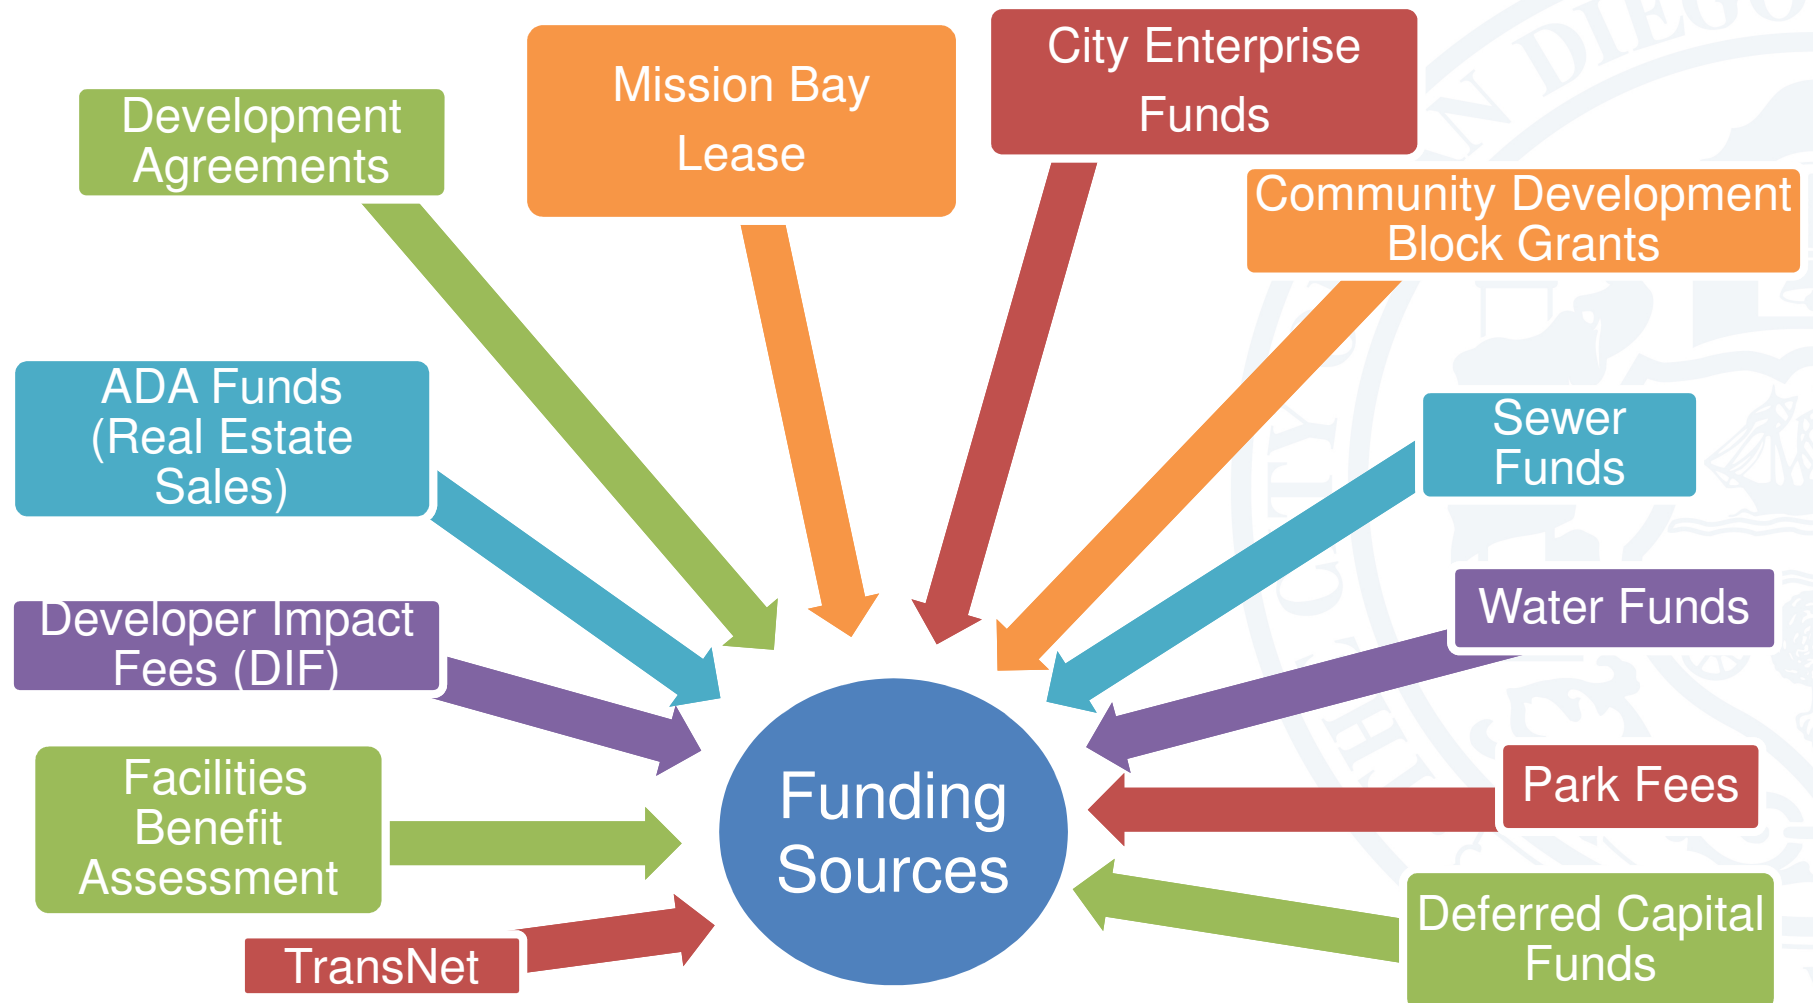 Development
Agreements
Mission Bay
Lease
City Enterprise
Funds
Community Development
Block Grants
ADA Funds
(Real Estate
Sales)
Sewer
Funds
Developer Impact
Fees (DIF)
Water Funds
Facilities
Benefit
Assessment
Funding
Sources
Park Fees
TransNet
Deferred Capital
Funds